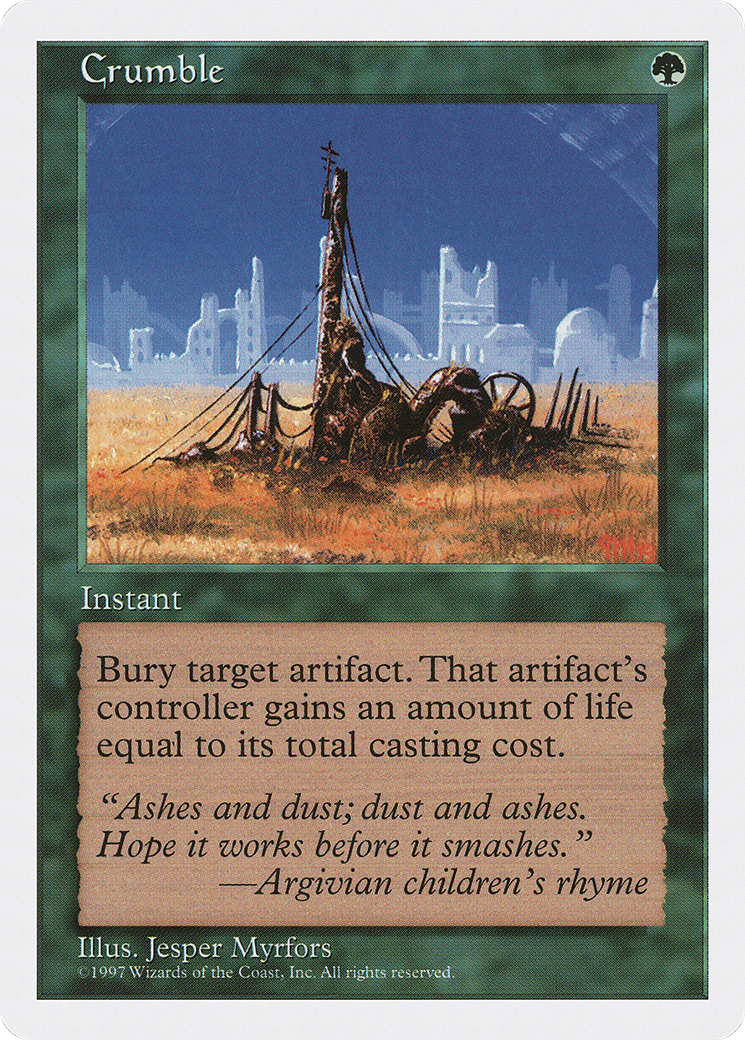 Crumble
Instant
Bury target artifact. That artifact's
controller gains an amount of life
equal to its total casting cost.
“Ashes and dust; dust and ashes.
Hope it works before it smashes.”
—Argivian children's rhyme
Illus. Jesper Myrfors
©1997 Wizards of the Coast, Inc. All rights reserved.